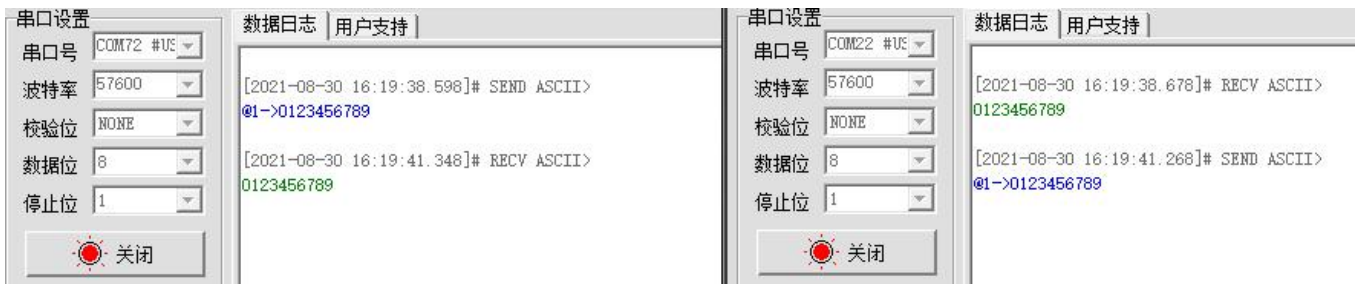 串口设置
串口号 COM72 #US
波特率 57600
校验位 NONE
数据位 8
停止位 1
关闭
数据日志 用户支持
[2021-08-30 16:19:38.598]# SEND ASCII>
@1->0123456789
[2021-08-30 16:19:41.348]# RECV ASCII>
0123456789
串口设置
串口号 COM22 #US
波特率 57600
校验位 NONE
数据位 8
停止位 1
关闭
数据日志 用户支持
[2021-08-30 16:19:38.678]# RECV ASCII>
0123456789
[2021-08-30 16:19:41.268]# SEND ASCII>
@1->0123456789